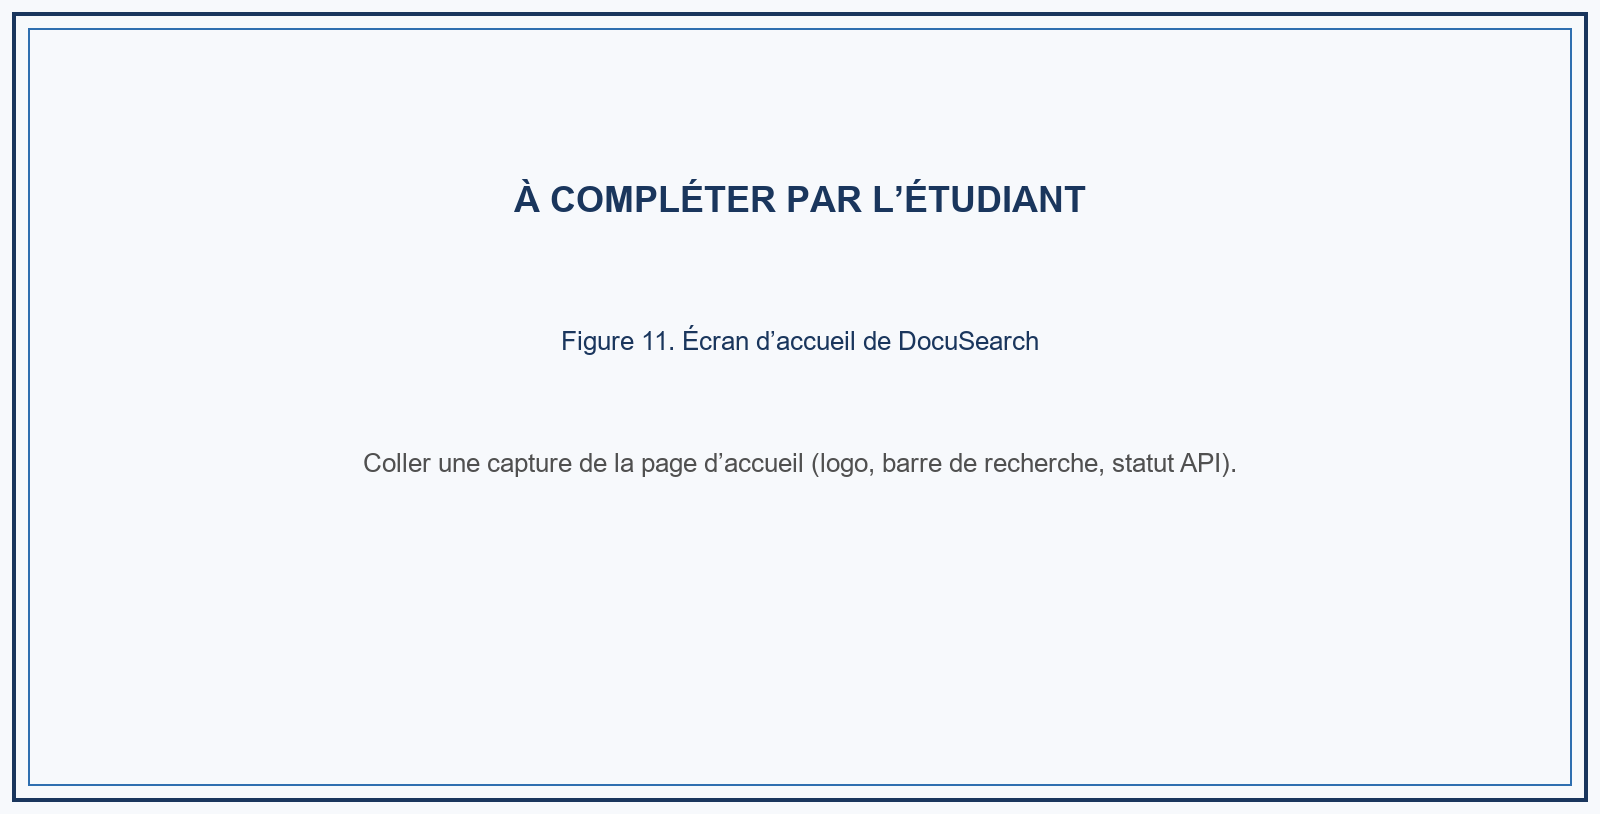 À COMPLÉTER PAR L’ÉTUDIANT
Figure 11. Écran d’accueil de DocuSearch
Coller une capture de la page d’accueil (logo, barre de recherche, statut API).